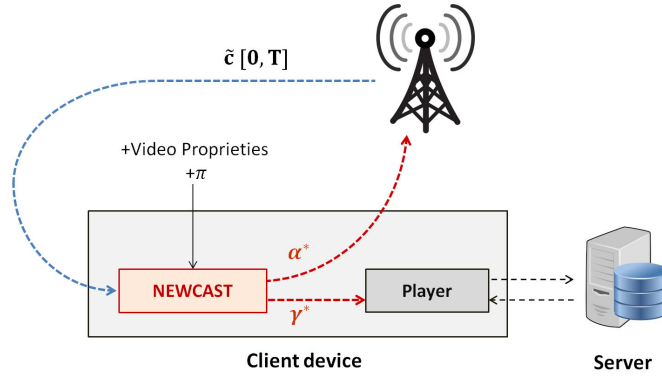 c̃ [0, T]
+Video Proprieties
+π
α*
NEWCAST
Player
γ*
Client device
Server